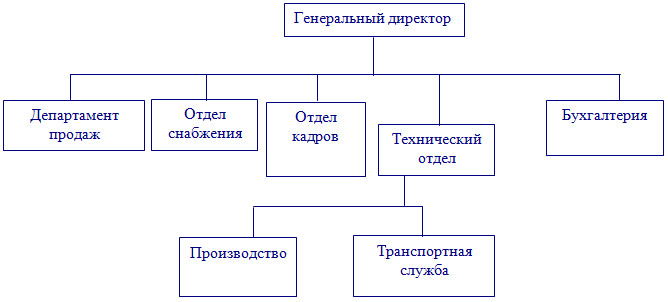 Генеральный директор
Департамент
продаж
Отдел
снабжения
Отдел
кадров
Технический
отдел
Бухгалтерия
Производство
Транспортная
служба